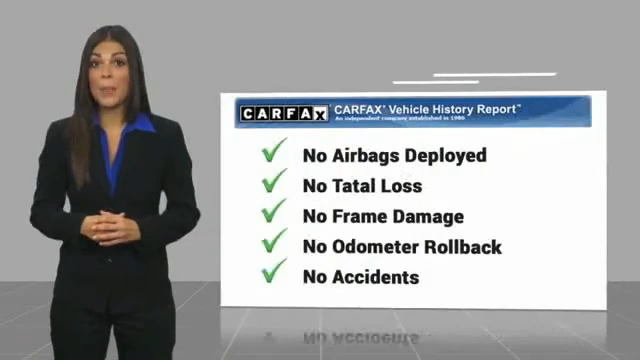 CARFAX CARFAX Vehicle History Report™
An independent company established in 1986
No Airbags Deployed
No Tatal Loss
No Frame Damage
No Odometer Rollback
No Accidents